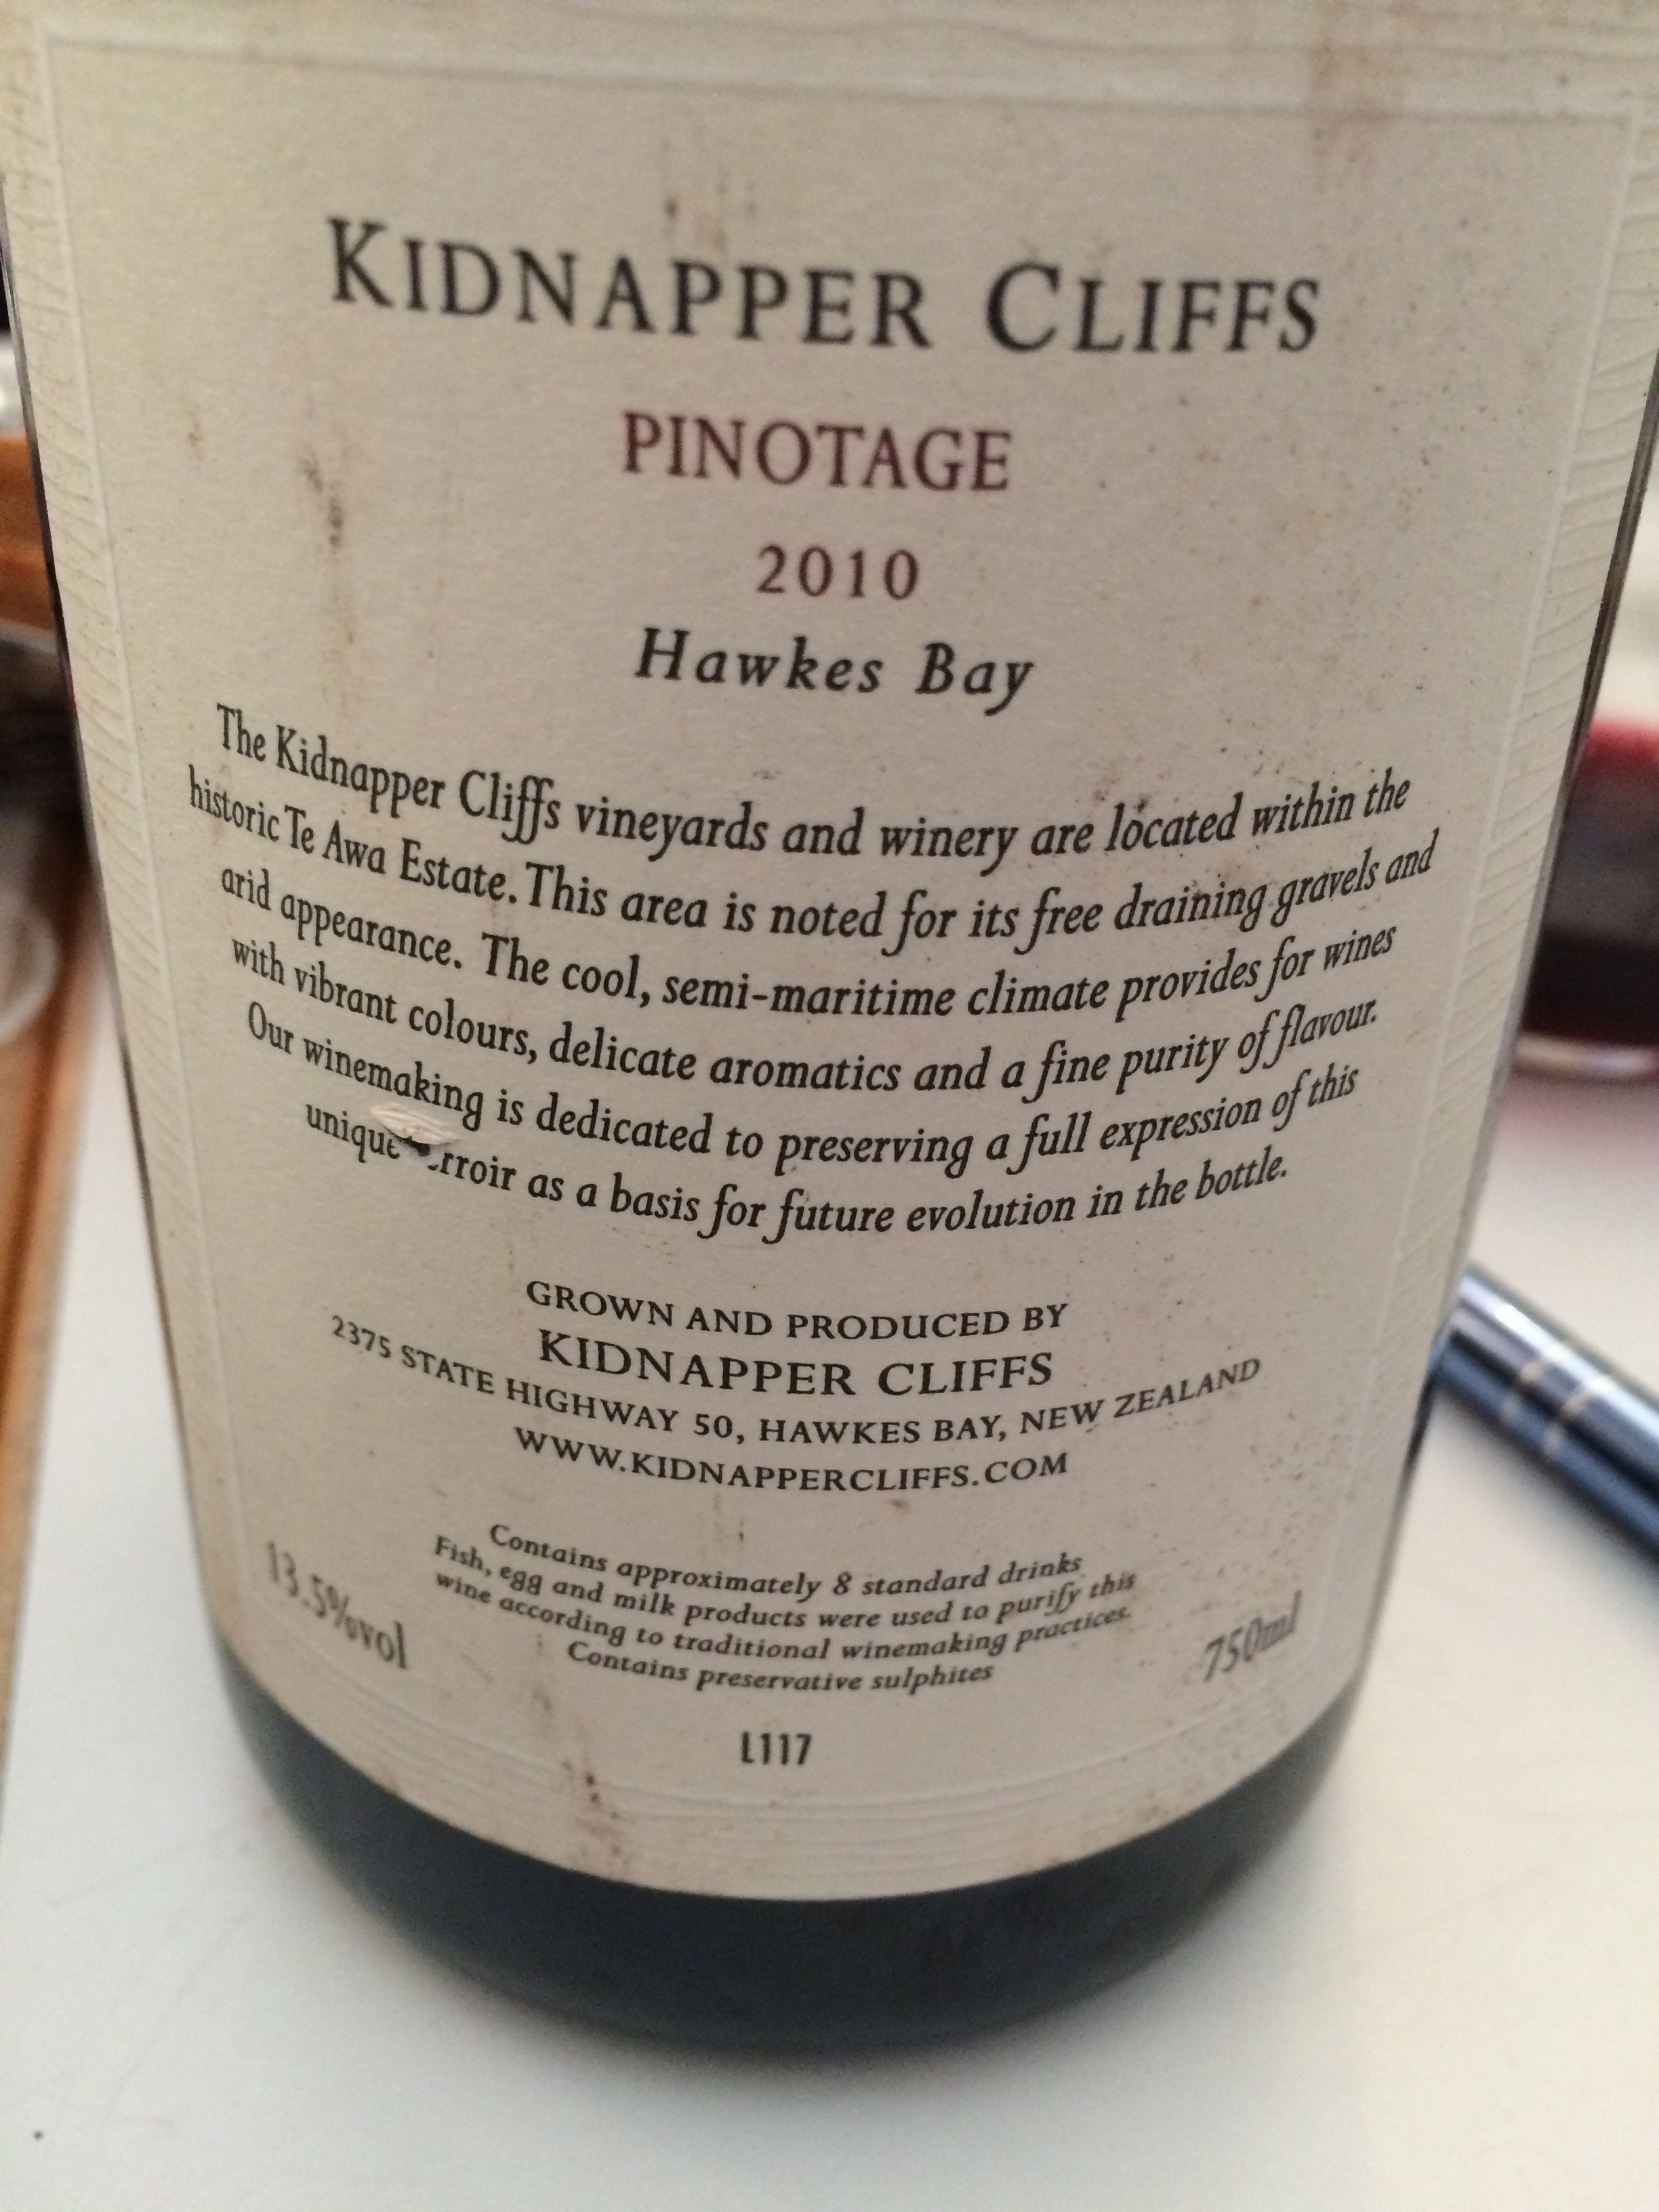 KIDNAPPER CLIFFS
PINOTAGE
2010
Hawkes Bay
The Kidnapper Cliffs vineyards and winery are located within the
historic Te Awa Estate. This area is noted for its free draining gravels and
arid appearance. The cool, semi-maritime climate provides for wines
with vibrant colours, delicate aromatics and a fine purity of flavour.
Our winemaking is dedicated to preserving a full expression of this
unique as a basis for future evolution in the bottle.
GROWN AND PRODUCED BY
KIDNAPPER CLIFFS
2375 STATE HIGHWAY 50, HAWKES BAY, NEW ZEALAND
WWW.KIDNAPPERCLIFFS.COM
Contains approximately 8 standard drinks
Fish, egg and milk products were used to purify this
wine according to traditional winemaking practices.
Contains preservative sulphites
13.5%vol
750ml
L117